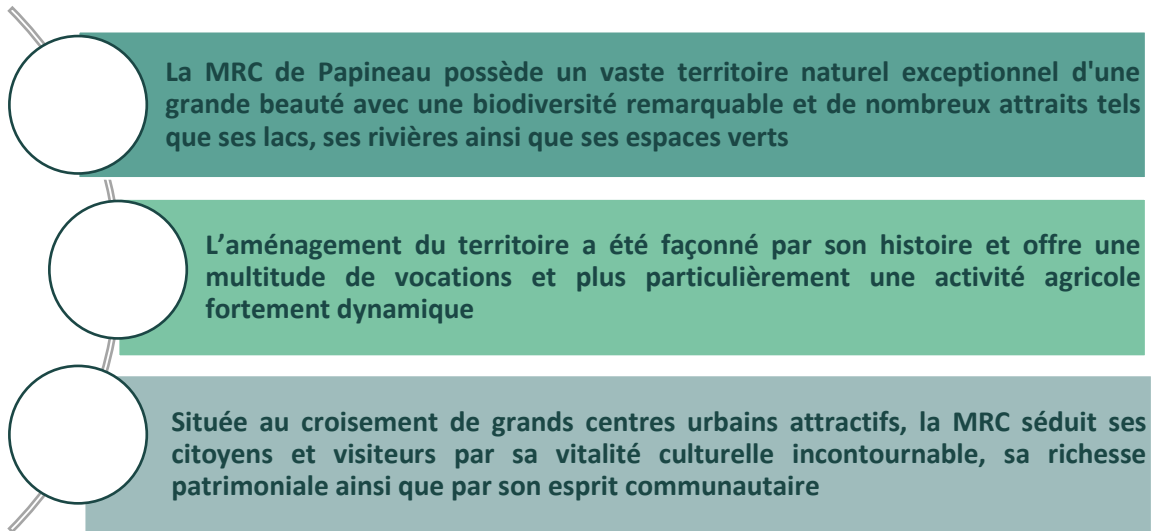 La MRC de Papineau possède un vaste territoire naturel exceptionnel d'une
grande beauté avec une biodiversité remarquable et de nombreux attraits tels
que ses lacs, ses rivières ainsi que ses espaces verts
L’aménagement du territoire a été façonné par son histoire et offre une
multitude de vocations et plus particulièrement une activité agricole
fortement dynamique
Située au croisement de grands centres urbains attractifs, la MRC séduit ses
citoyens et visiteurs par sa vitalité culturelle incontournable, sa richesse
patrimoniale ainsi que par son esprit communautaire